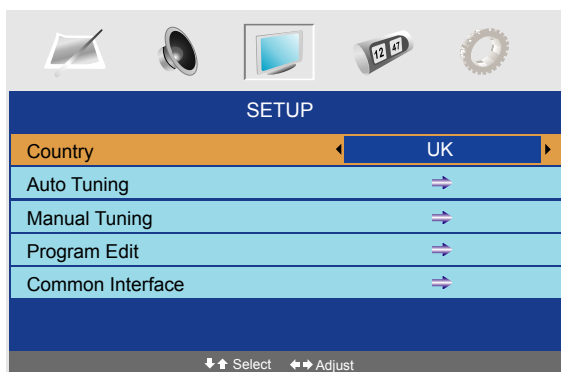 12 47
SETUP
Country UK
Auto Tuning
Manual Tuning
Program Edit
Common Interface
Select Adjust